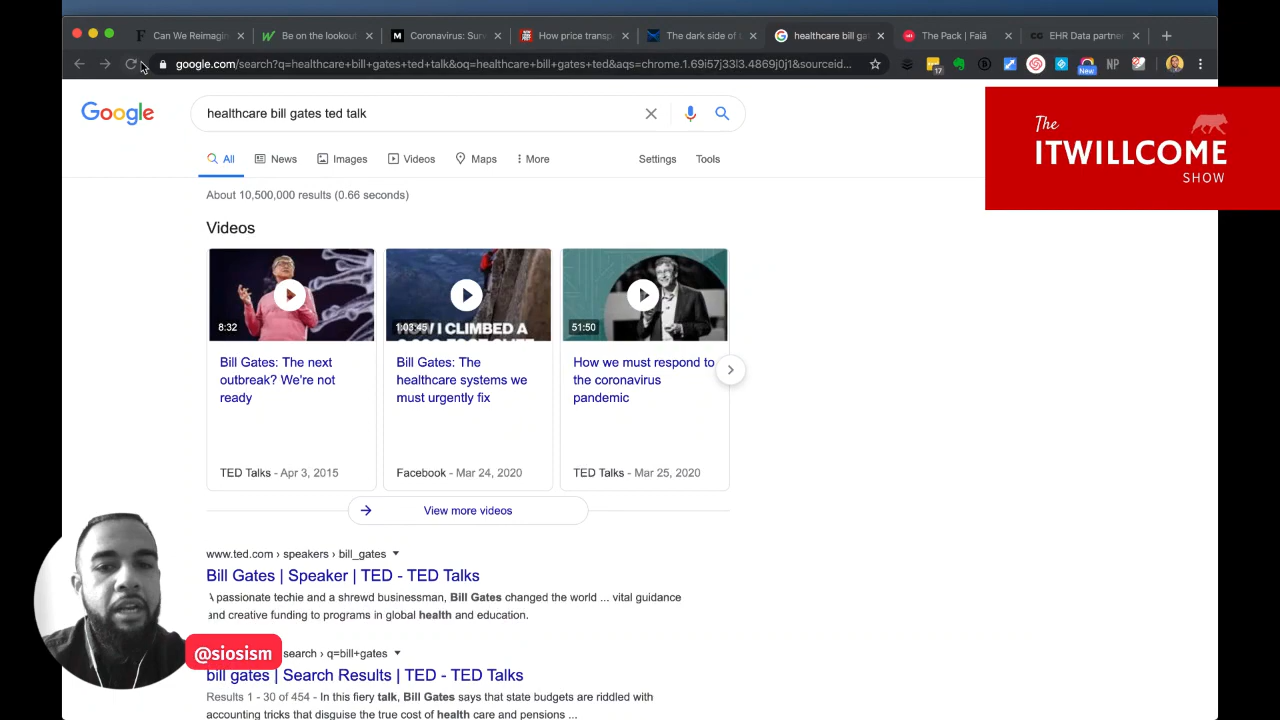 Can We Reimagin
Be on the lookout
Coronavirus: Surv
How price transp
The dark side of t
healthcare bill gat
The Pack | Faiā
EHR Data partner
google.com/search?q=healthcare+bill+gates+ted+talk&oq=healthcare+bill+gates+ted&aqs=chrome.1.69i57j33l3.4869j0j1&sourceid...
17
New
NP
Google
healthcare bill gates ted talk
All
News
Images
Videos
Maps
More
Settings
Tools
The
ITWILLCOME
SHOW
About 10,500,000 results (0.66 seconds)
Videos
8:32
1:03:45
I CLIMBED A
51:50
Bill Gates: The next
outbreak? We're not
ready
TED Talks - Apr 3, 2015
Bill Gates: The
healthcare systems we
must urgently fix
Facebook - Mar 24, 2020
How we must respond to
the coronavirus
pandemic
TED Talks - Mar 25, 2020
View more videos
www.ted.com › speakers › bill_gates
Bill Gates | Speaker | TED - TED Talks
A passionate techie and a shrewd businessman, Bill Gates changed the world ... vital guidance
and creative funding to programs in global health and education.
@siosism
search › q=bill+gates
bill gates | Search Results | TED - TED Talks
Results 1 - 30 of 454 - In this fiery talk, Bill Gates says that state budgets are riddled with
accounting tricks that disguise the true cost of health care and pensions ...